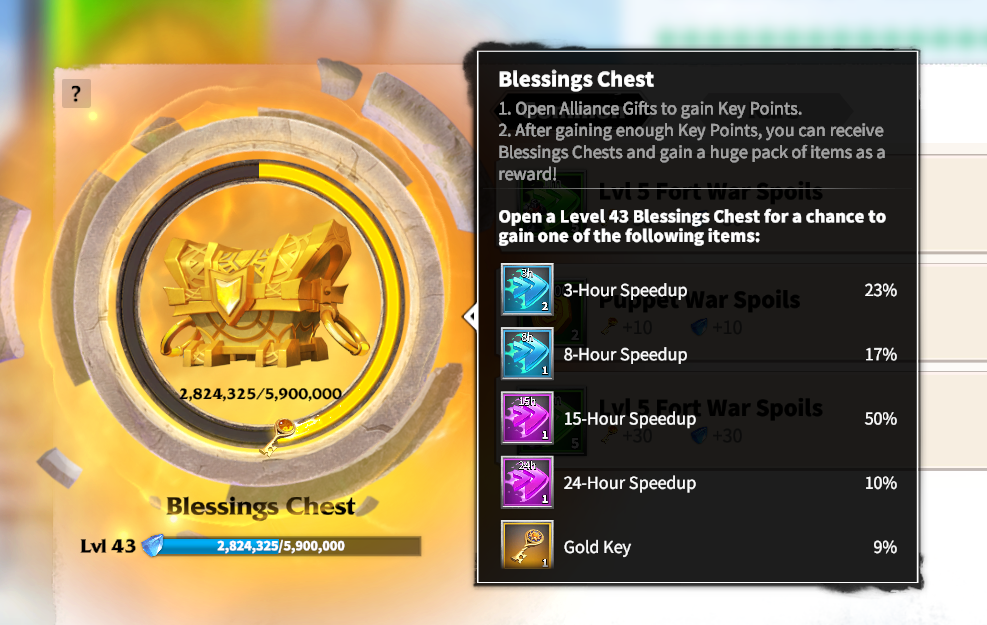 ?
2,824,325/5,900,000
Blessings Chest
Lvl 43
2,824,325/5,900,000
Blessings Chest
1. Open Alliance Gifts to gain Key Points.
2. After gaining enough Key Points, you can receive
Blessings Chests and gain a huge pack of items as a
reward!
Lvl 5 Fort War Spoils
Open a Level 43 Blessings Chest for a chance to
gain one of the following items:
3h
2
3-Hour Speedup 23%
Puppet War Spoils
2
+10 +10
8h
1
8-Hour Speedup 17%
15h
1
15-Hour Speedup 50%
Lvl 5 Fort War Spoils
5
+30 +30
24h
1
24-Hour Speedup 10%
1
Gold Key 9%